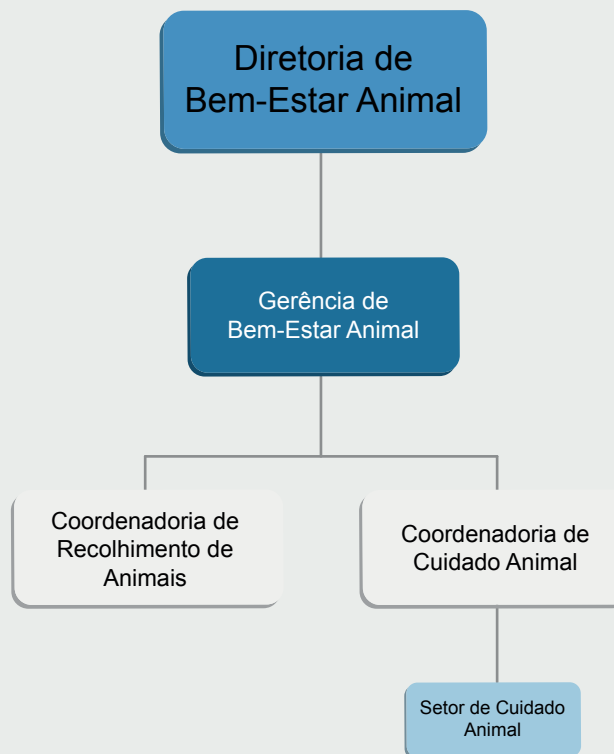 Diretoria de
Bem-Estar Animal
Gerência de
Bem-Estar Animal
Coordenadoria de
Recolhimento de
Animais
Coordenadoria de
Cuidado Animal
Setor de Cuidado
Animal